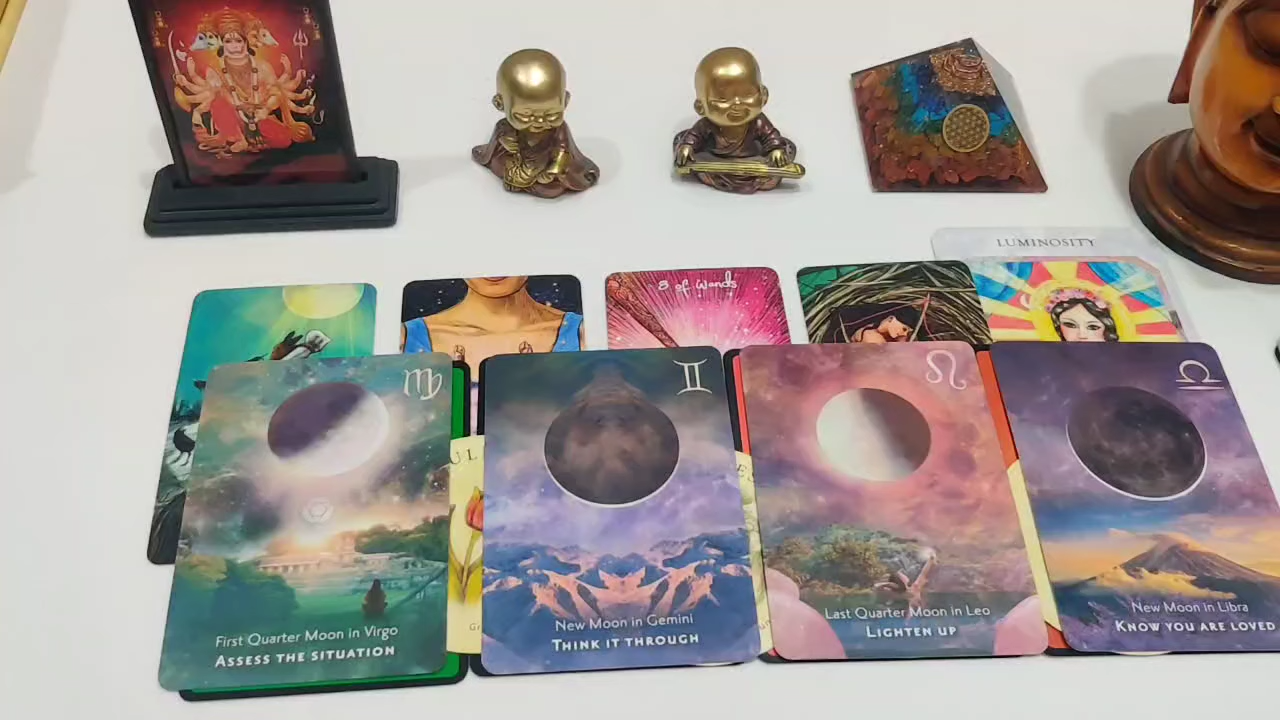 LUMINOSITY
8 of Wands
First Quarter Moon in Virgo
ASSESS THE SITUATION
New Moon in Gemini
THINK IT THROUGH
Last Quarter Moon in Leo
LIGHTEN UP
New Moon in Libra
KNOW YOU ARE LOVED